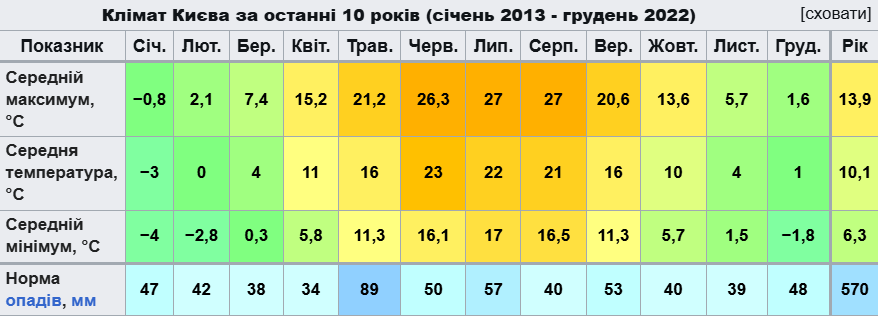 Клімат Києва за останні 10 років (січень 2013 - грудень 2022) [сховати]
Показник Січ. Лют. Бер. Квіт. Трав. Черв. Лип. Серп. Вер. Жовт. Лист. Груд. Рік
Середній
максимум, −0,8 2,1 7,4 15,2 21,2 26,3 27 27 20,6 13,6 5,7 1,6 13,9
°C
Середня
температура, −3 0 4 11 16 23 22 21 16 10 4 1 10,1
°C
Середній
мінімум, °C −4 −2,8 0,3 5,8 11,3 16,1 17 16,5 11,3 5,7 1,5 −1,8 6,3
Норма
опадів, мм 47 42 38 34 89 50 57 40 53 40 39 48 570